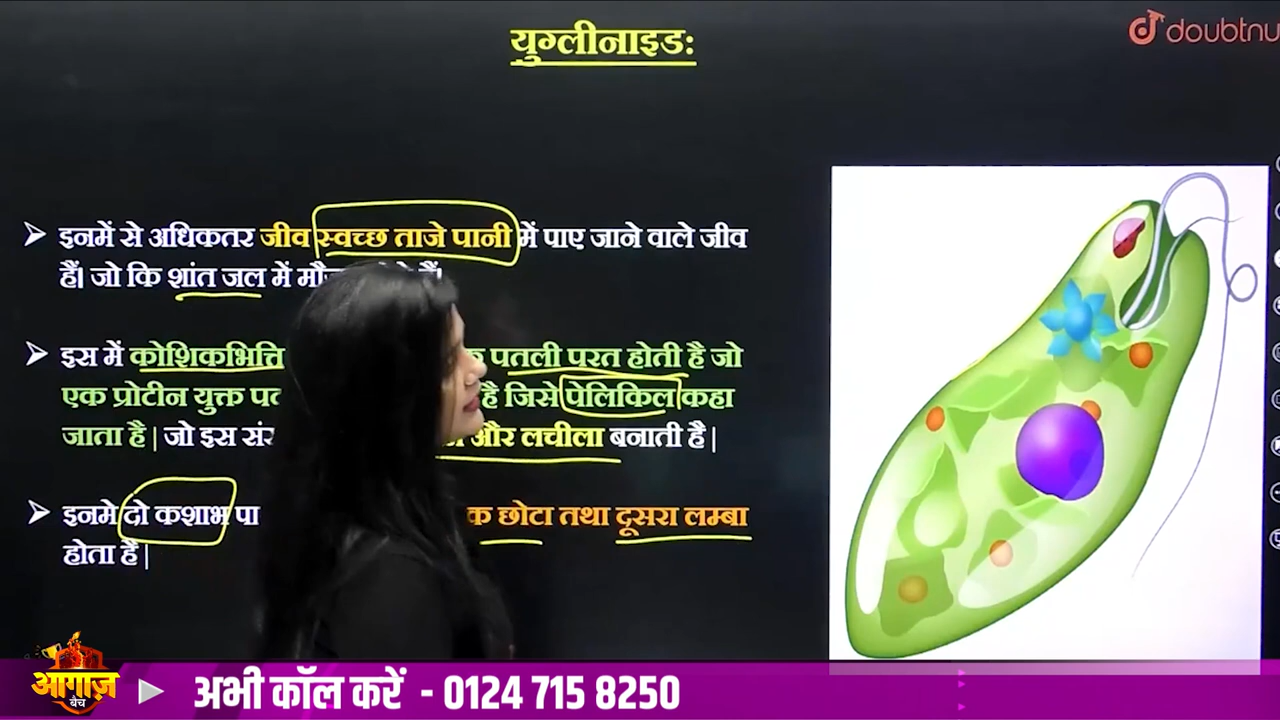 युग्लीनाइड:
doubtnu
इनमें से अधिकतर जीव स्वच्छ ताजे पानी में पाए जाने वाले जीव
हैं। जो कि शांत जल में
इस में कोशिकभित्ति पतली परत होती है जो
एक प्रोटीन युक्त है जिसे पेलिकिल कहा
जाता है | जो इस और लचीला बनाती है |
इनमे दो कशाभ छोटा तथा दूसरा लम्बा
होता है |
आगाज़
बैच
अभी कॉल करें - 0124 715 8250